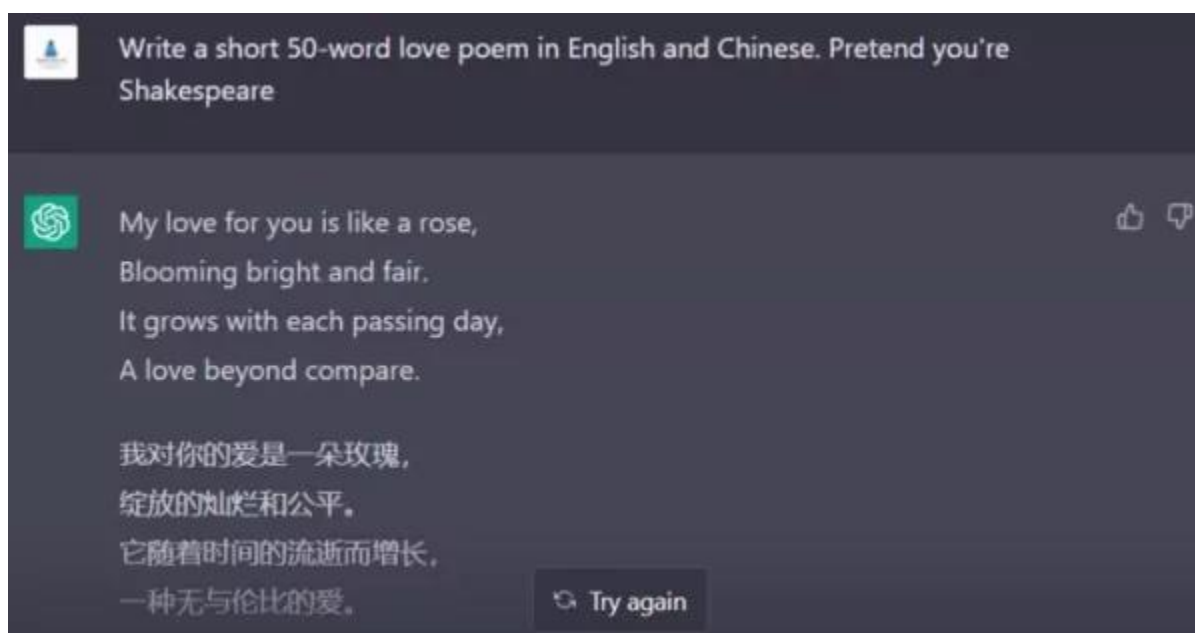 Write a short 50-word love poem in English and Chinese. Pretend you're
Shakespeare
My love for you is like a rose,
Blooming bright and fair.
It grows with each passing day,
A love beyond compare.
我对你的爱是一朵玫瑰，
绽放的灿烂和公平。
它随着时间的流逝而增长，
一种无与伦比的爱。
Try again